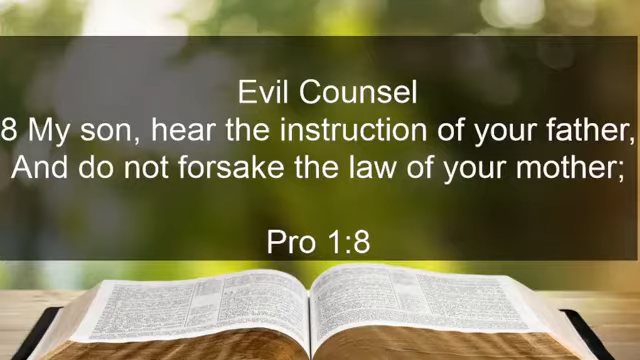 Evil Counsel
8 My son, hear the instruction of your father,
And do not forsake the law of your mother;
Pro 1:8